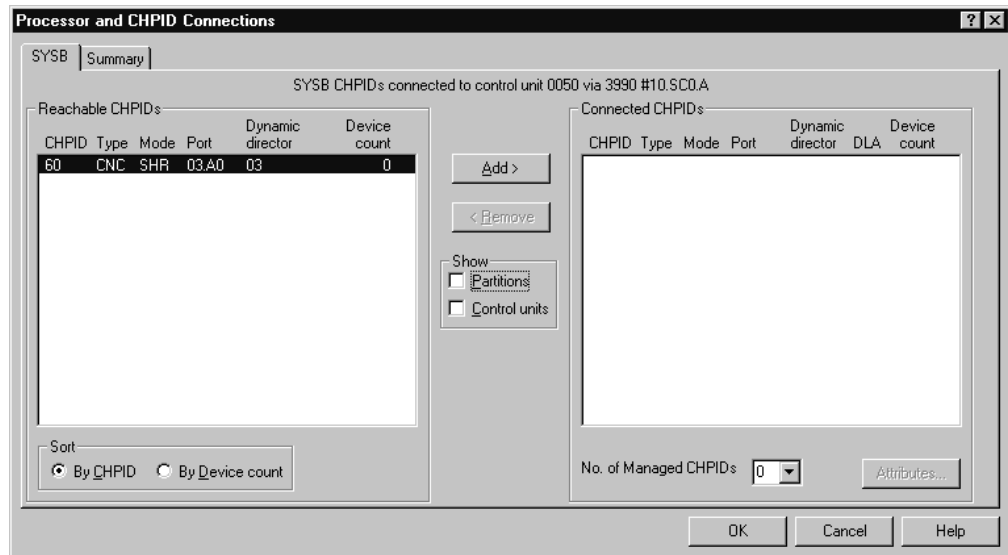 Processor and CHPID Connections
SYSB Summary
SYSB CHPIDs connected to control unit 0050 via 3990 #10.SC0.A
Reachable CHPIDs
CHPID Type Mode Port Dynamic director Device count
60 CNC SHR 03.A0 03 0
Sort
By CHPID By Device count
Add >
< Remove
Show
Partitions
Control units
Connected CHPIDs
CHPID Type Mode Port Dynamic director DLA Device count
No. of Managed CHPIDs 0
Attributes...
OK Cancel Help